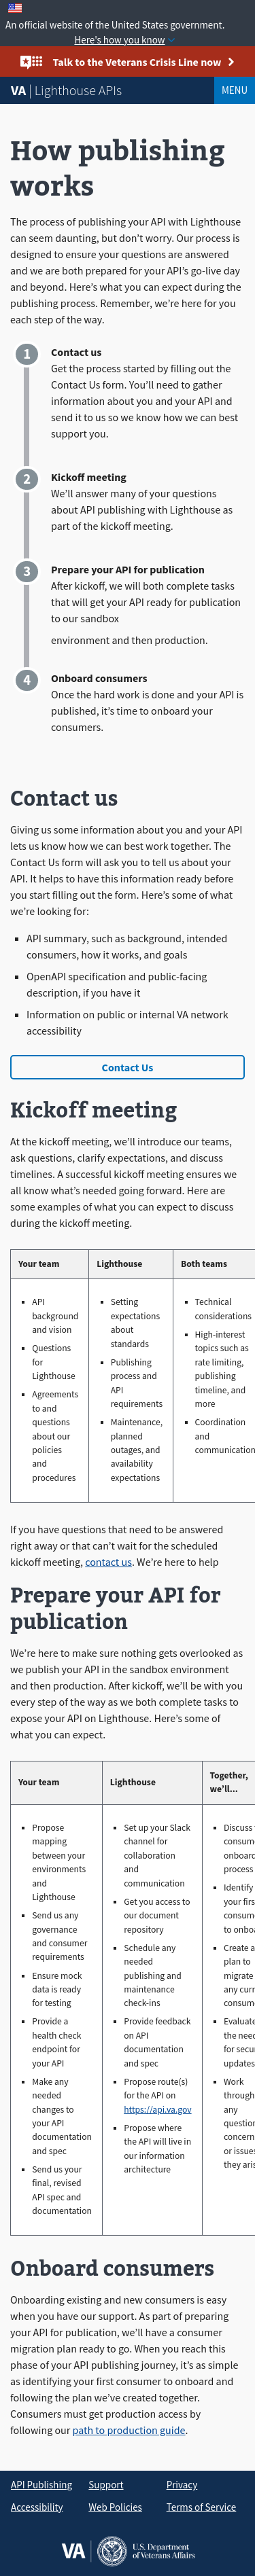 An official website of the United States government.
Here's how you know
Talk to the Veterans Crisis Line now
VA | Lighthouse APIs
MENU
How publishing
works
The process of publishing your API with Lighthouse
can seem daunting, but don't worry. Our process is
designed to ensure your questions are answered
and we are both prepared for your API's go-live day
and beyond. Here's what you can expect during the
publishing process. Remember, we're here for you
each step of the way.
1
Contact us
Get the process started by filling out the
Contact Us form. You'll need to gather
information about you and your API and
send it to us so we know how we can best
support you.
2
Kickoff meeting
We'll answer many of your questions
about API publishing with Lighthouse as
part of the kickoff meeting.
3
Prepare your API for publication
After kickoff, we will both complete tasks
that will get your API ready for publication
to our sandbox
environment and then production.
4
Onboard consumers
Once the hard work is done and your API is
published, it's time to onboard your
consumers.
Contact us
Giving us some information about you and your API
lets us know how we can best work together. The
Contact Us form will ask you to tell us about your
API. It helps to have this information ready before
you start filling out the form. Here's some of what
we're looking for:
API summary, such as background, intended
consumers, how it works, and goals
OpenAPI specification and public-facing
description, if you have it
Information on public or internal VA network
accessibility
Contact Us
Kickoff meeting
At the kickoff meeting, we'll introduce our teams,
ask questions, clarify expectations, and discuss
timelines. A successful kickoff meeting ensures we
all know what's needed going forward. Here are
some examples of what you can expect to discuss
during the kickoff meeting.
Your team
API
background
and vision
Questions
for
Lighthouse
Agreements
to and
questions
about our
policies
and
procedures
Lighthouse
Setting
expectations
about
standards
Publishing
process and
API
requirements
Maintenance,
planned
outages, and
availability
expectations
Both teams
Technical
considerations
High-interest
topics such as
rate limiting,
publishing
timeline, and
more
Coordination
and
communication
If you have questions that need to be answered
right away or that can't wait for the scheduled
kickoff meeting, contact us. We're here to help
Prepare your API for
publication
We're here to make sure nothing gets overlooked as
we publish your API in the sandbox environment
and then production. After kickoff, we'll be with you
every step of the way as we both complete tasks to
expose your API on Lighthouse. Here's some of
what you can expect.
Your team
Propose
mapping
between your
environments
and
Lighthouse
Send us any
governance
and consumer
requirements
Ensure mock
data is ready
for testing
Provide a
health check
endpoint for
your API
Make any
needed
changes to
your API
documentation
and spec
Send us your
final, revised
API spec and
documentation
Lighthouse
Set up your Slack
channel for
collaboration
and
communication
Get you access to
our document
repository
Schedule any
needed
publishing and
maintenance
check-ins
Provide feedback
on API
documentation
and spec
Propose route(s)
for the API on
https://api.va.gov
Propose where
the API will live in
our information
architecture
Together,
we'll...
Discuss
consum
onboard
process
Identify
your firs
consume
to onboa
Create a
plan to
migrate
any curr
consum
Evaluate
the need
for secur
updates
Work
through
any
question
concern
or issues
they aris
Onboard consumers
Onboarding existing and new consumers is easy
when you have our support. As part of preparing
your API for publication, we'll have a consumer
migration plan ready to go. When you reach this
phase of your API publishing journey, it's as simple
as identifying your first consumer to onboard and
following the plan we've created together.
Consumers must get production access by
following our path to production guide.
API Publishing Support Privacy
Accessibility Web Policies Terms of Service
VA | U.S. Department
of Veterans Affairs